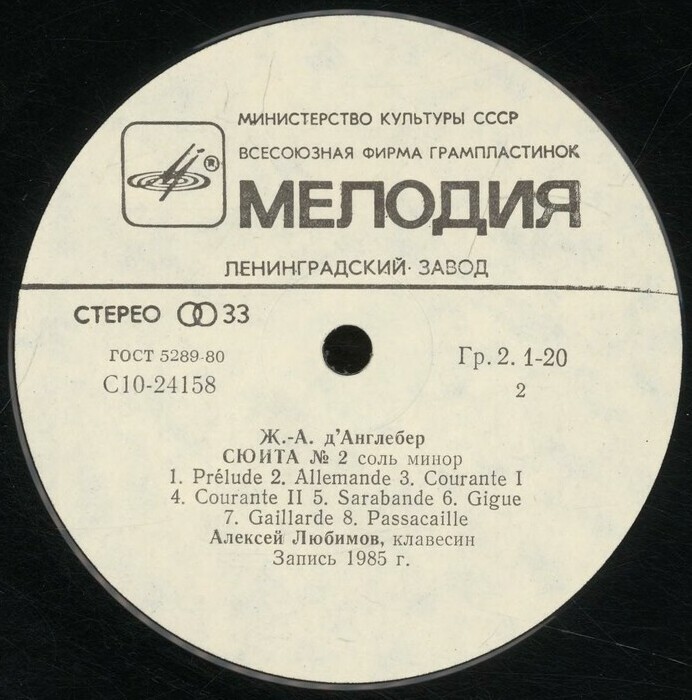 МИНИСТЕРСТВО КУЛЬТУРЫ СССР
ВСЕСОЮЗНАЯ ФИРМА ГРАМПЛАСТИНОК
®
МЕЛОДИЯ
ЛЕНИНГРАДСКИЙ· ЗАВОД
СТЕРЕО 33
ГОСТ 5289-80
Гр. 2. 1-20
С10-24158
2
Ж.-А. д'Англебер
СЮИТА № 2 соль минор
1. Prélude 2. Allemande 3. Courante I
4. Courante II 5. Sarabande 6. Gigue
7. Gaillarde 8. Passacaille
Алексей Любимов, клавесин
Запись 1985 г.